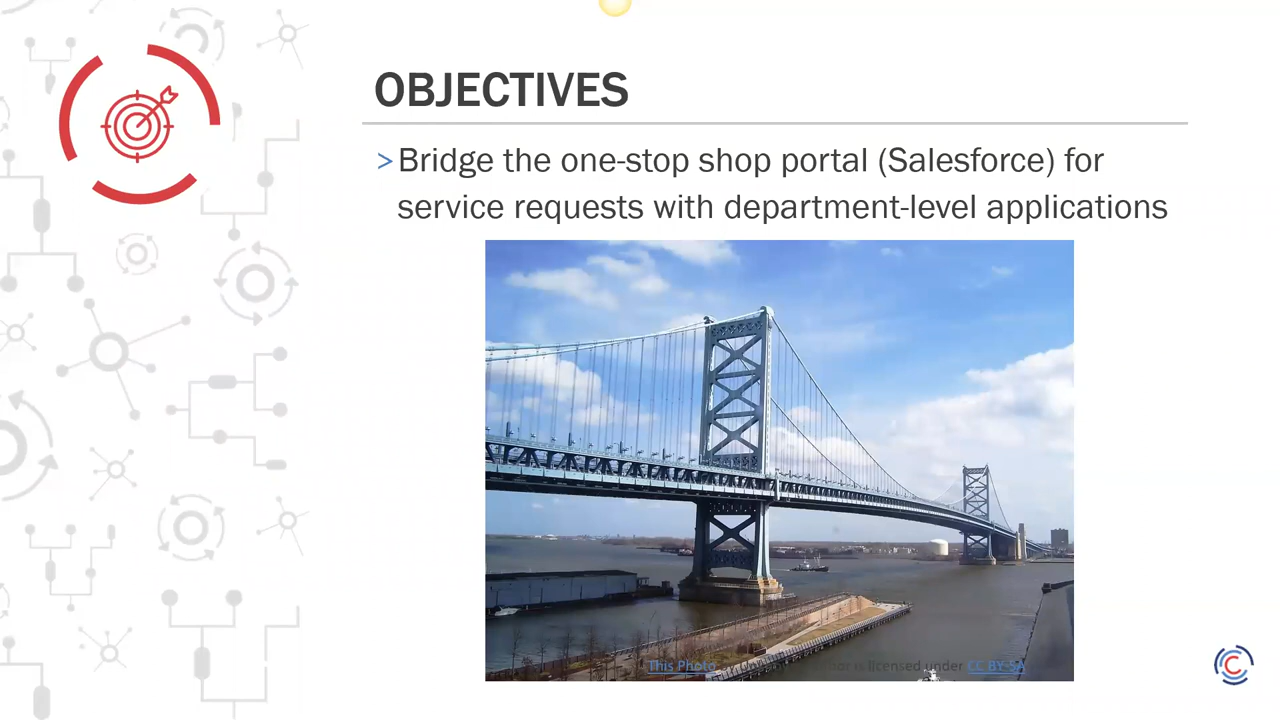 OBJECTIVES
>Bridge the one-stop shop portal (Salesforce) for
service requests with department-level applications
This Photo is licensed under CC BY-SA